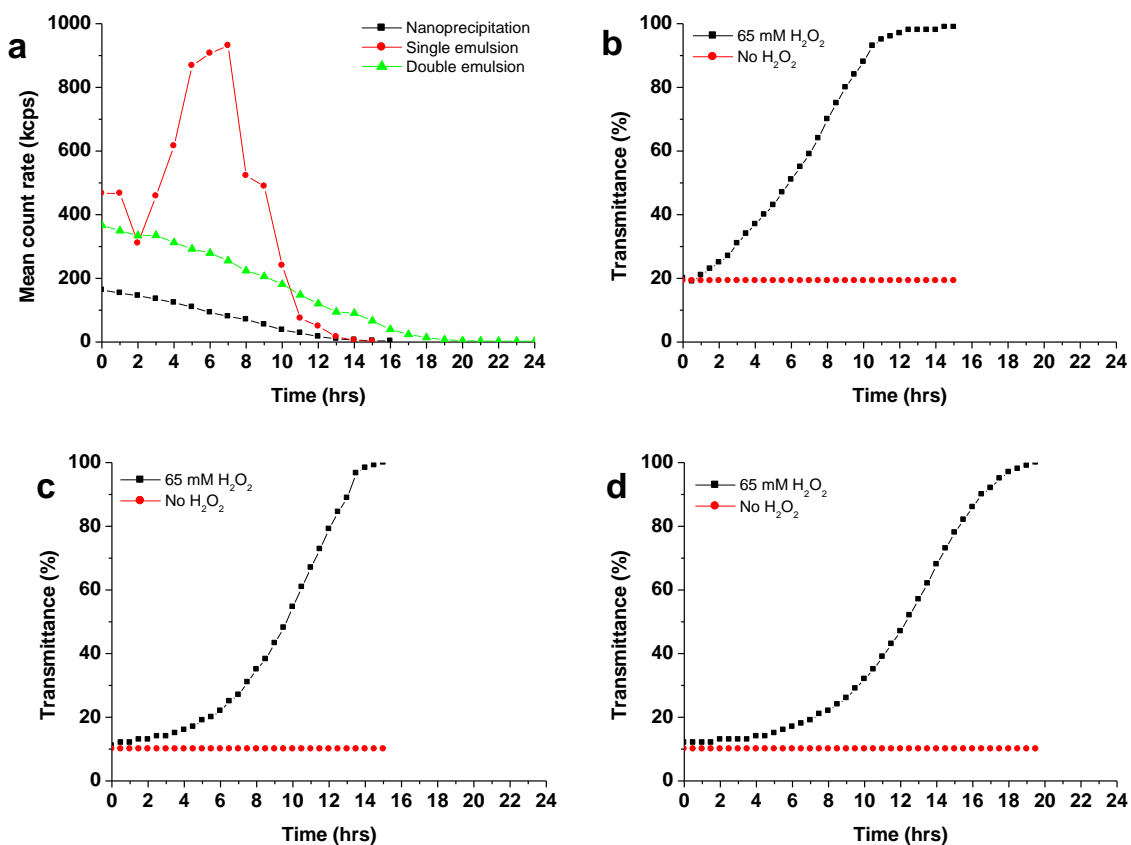 a
Nanoprecipitation
Single emulsion
Double emulsion
Mean count rate (kcps)
1000
800
600
400
200
0
0 2 4 6 8 10 12 14 16 18 20 22 24
Time (hrs)
b
65 mM H₂O₂
No H₂O₂
Transmittance (%)
100
80
60
40
20
0
0 2 4 6 8 10 12 14 16 18 20 22 24
Time (hrs)
c
65 mM H₂O₂
No H₂O₂
Transmittance (%)
100
80
60
40
20
0
0 2 4 6 8 10 12 14 16 18 20 22 24
Time (hrs)
d
65 mM H₂O₂
No H₂O₂
Transmittance (%)
100
80
60
40
20
0
0 2 4 6 8 10 12 14 16 18 20 22 24
Time (hrs)